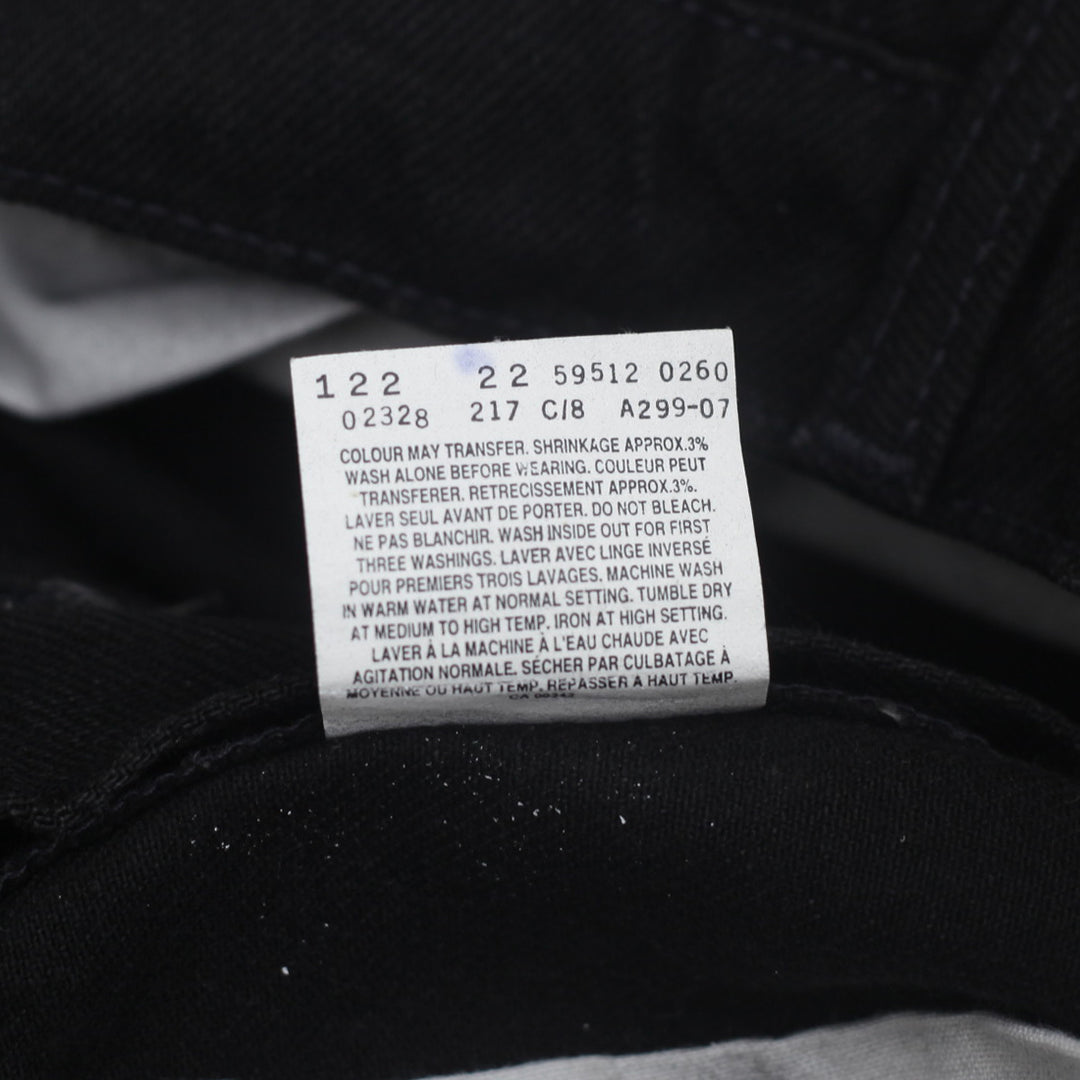 122 22 59512 0260
02328 217 C/8 A299-07
COLOUR MAY TRANSFER. SHRINKAGE APPROX.3%
WASH ALONE BEFORE WEARING. COULEUR PEUT
TRANSFERER. RETRECISSEMENT APPROX.3%.
LAVER SEUL AVANT DE PORTER. DO NOT BLEACH.
NE PAS BLANCHIR. WASH INSIDE OUT FOR FIRST
THREE WASHINGS. LAVER AVEC LINGE INVERSÉ
POUR PREMIERS TROIS LAVAGES. MACHINE WASH
IN WARM WATER AT NORMAL SETTING. TUMBLE DRY
AT MEDIUM TO HIGH TEMP. IRON AT HIGH SETTING.
LAVER À LA MACHINE À L'EAU CHAUDE AVEC
AGITATION NORMALE. SÉCHER PAR CULBATAGE À
MOYENNE OU HAUT TEMP. REPASSER A HAUT TEMP.
CA